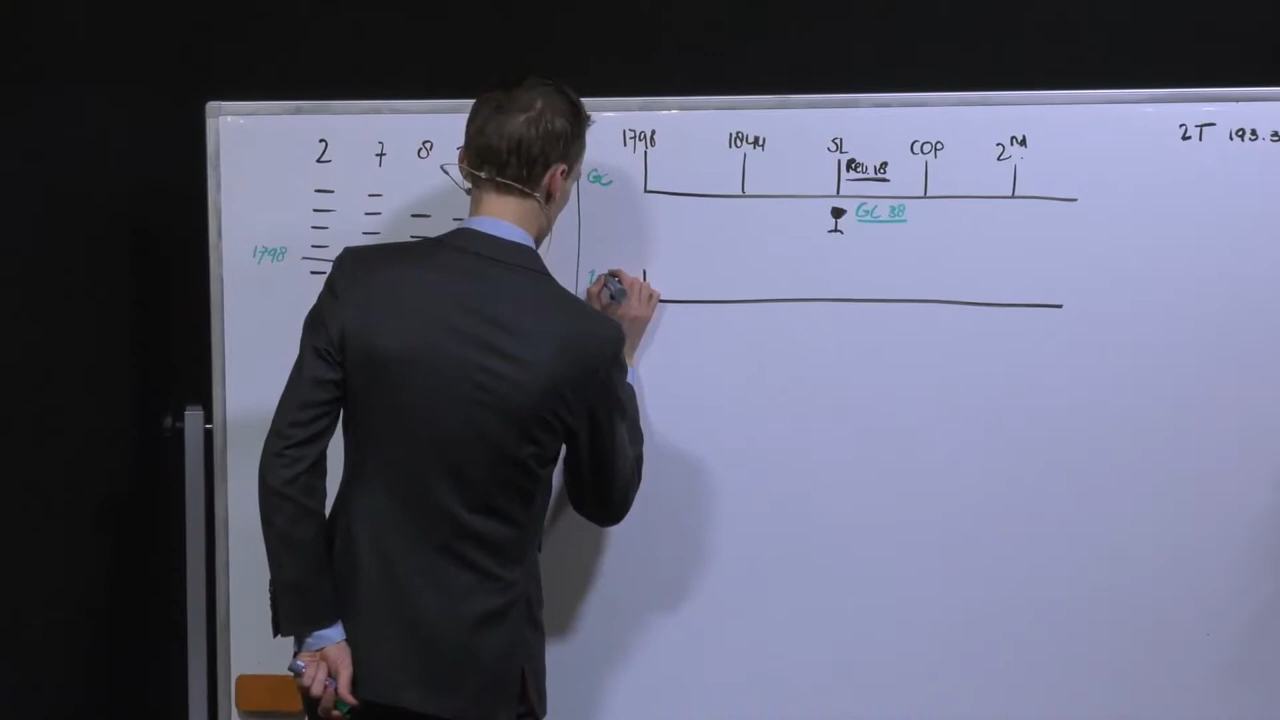 2 7 8
1798
GC
1798 1844 SL COP 2nd
Rev. 18
GC 38
2T 193.3